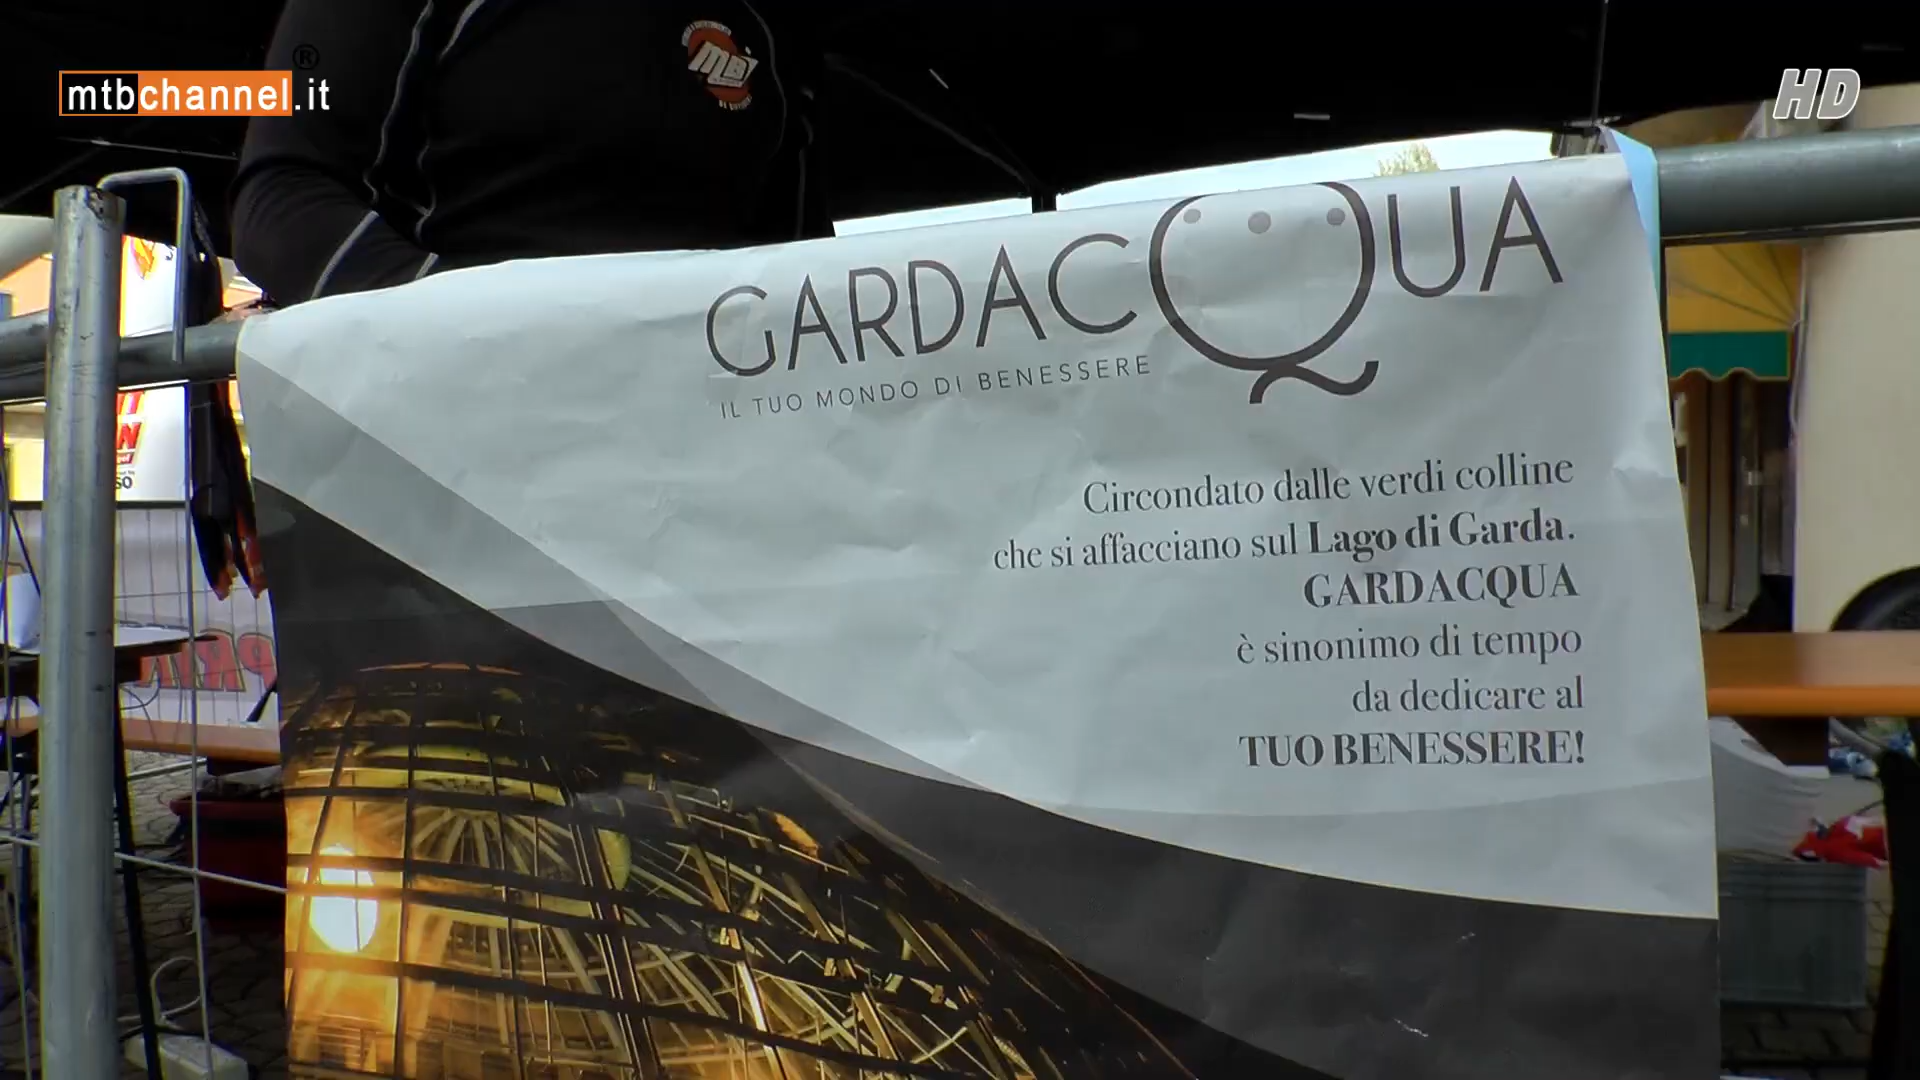 mtbchannel.it
®
HD
mbi
GARDACQUA
IL TUO MONDO DI BENESSERE
Circondato dalle verdi colline
che si affacciano sul Lago di Garda.
GARDACQUA
è sinonimo di tempo
da dedicare al
TUO BENESSERE!